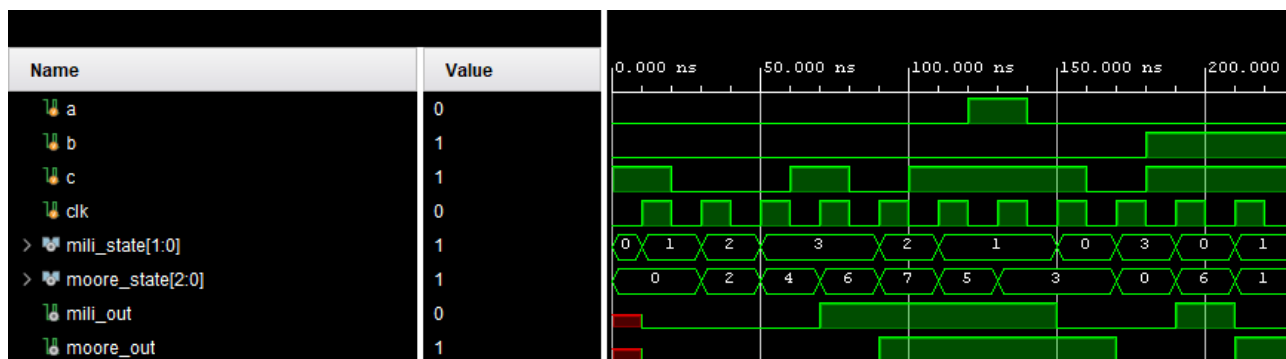 Name Value 0.000 ns 50.000 ns 100.000 ns 150.000 ns 200.000
a 0
b 1
c 1
clk 0
mili_state[1:0] 1 0 1 2 3 2 1 0 3 0 1
moore_state[2:0] 1 0 2 4 6 7 5 3 0 6 1
mili_out 0
moore_out 1